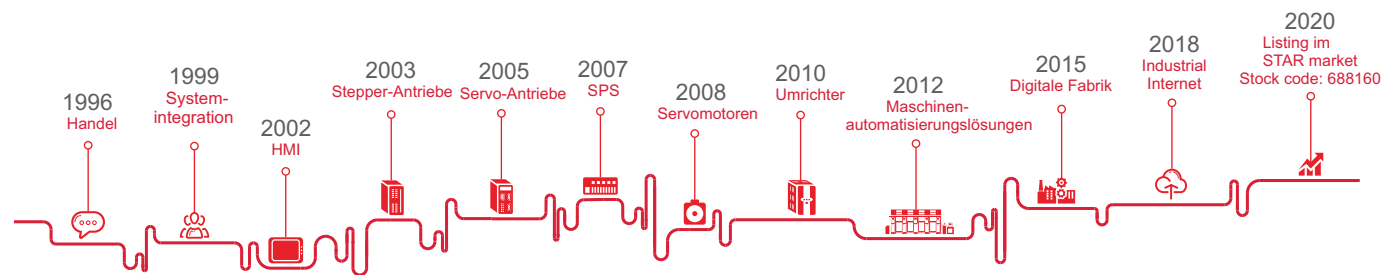 1996
Handel
1999
System-
integration
2002
HMI
2003
Stepper-Antriebe
2005
Servo-Antriebe
2007
SPS
2008
Servomotoren
2010
Umrichter
2012
Maschinen-
automatisierungslösungen
2015
Digitale Fabrik
2018
Industrial
Internet
2020
Listing im
STAR market
Stock code: 688160